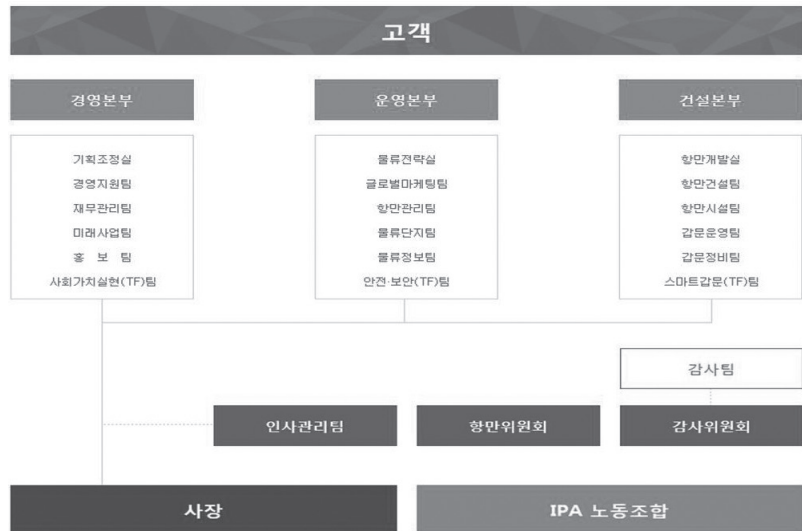 고객
경영본부
기획조정실
경영지원팀
재무관리팀
미래사업팀
홍 보 팀
사회가치실현(TF)팀
운영본부
물류전략실
글로벌마케팅팀
항만관리팀
물류단지팀
물류정보팀
안전·보안(TF)팀
건설본부
항만개발실
항만건설팀
항만시설팀
갑문운영팀
갑문정비팀
스마트갑문(TF)팀
감사팀
인사관리팀
항만위원회
감사위원회
사장
IPA 노동조합